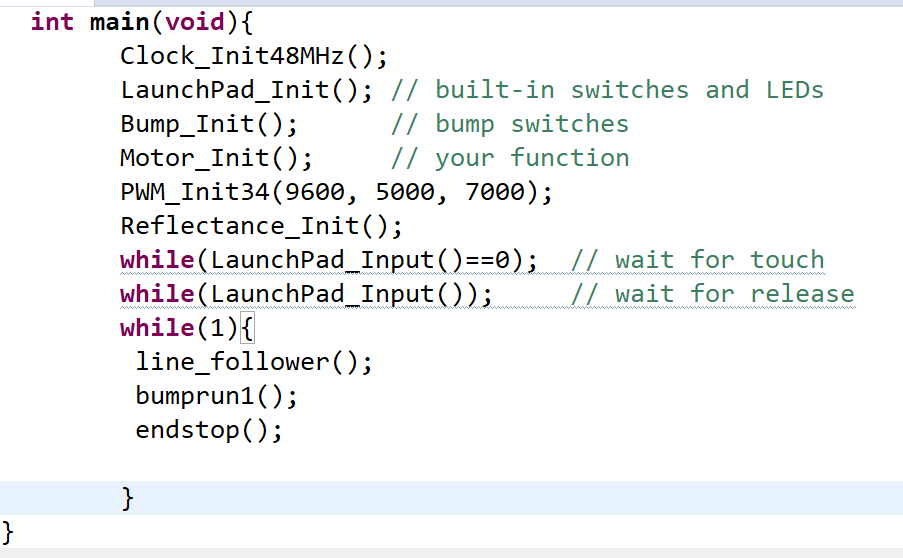 int main(void){
Clock_Init48MHz();
LaunchPad_Init(); // built-in switches and LEDs
Bump_Init();      // bump switches
Motor_Init();     // your function
PWM_Init34(9600, 5000, 7000);
Reflectance_Init();
while(LaunchPad_Input()==0);  // wait for touch
while(LaunchPad_Input());     // wait for release
while(1){
line_follower();
bumprun1();
endstop();
}
}